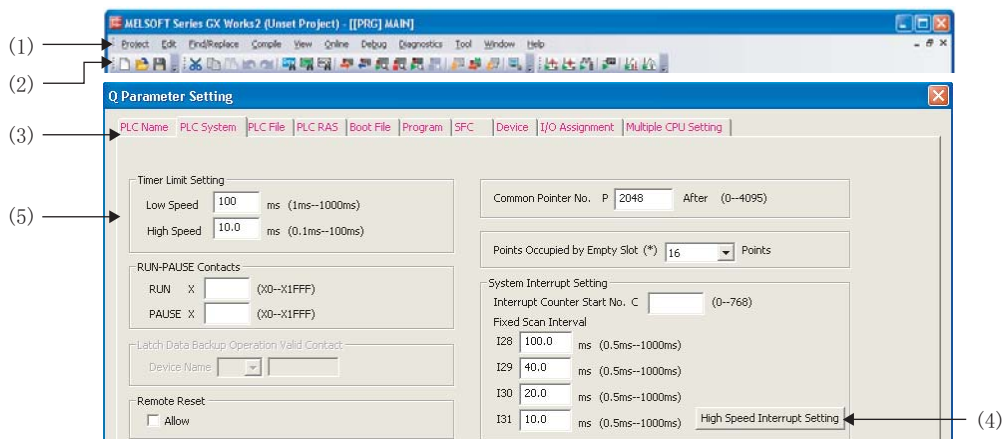 MELSOFT Series GX Works2 (Unset Project) - [[PRG] MAIN]
(1)
Project Edit Find/Replace Compile View Online Debug Diagnostics Tool Window Help
(2)
Q Parameter Setting
(3)
PLC Name PLC System PLC File PLC RAS Boot File Program SFC Device I/O Assignment Multiple CPU Setting
Timer Limit Setting
(5)
Low Speed 100 ms (1ms--1000ms)
High Speed 10.0 ms (0.1ms--100ms)
RUN-PAUSE Contacts
RUN X (X0--X1FFF)
PAUSE X (X0--X1FFF)
Latch Data Backup Operation Valid Contact
Device Name
Remote Reset
Allow
Common Pointer No. P 2048 After (0--4095)
Points Occupied by Empty Slot (*) 16 Points
System Interrupt Setting
Interrupt Counter Start No. C (0--768)
Fixed Scan Interval
I28 100.0 ms (0.5ms--1000ms)
I29 40.0 ms (0.5ms--1000ms)
I30 20.0 ms (0.5ms--1000ms)
I31 10.0 ms (0.5ms--1000ms) High Speed Interrupt Setting
(4)